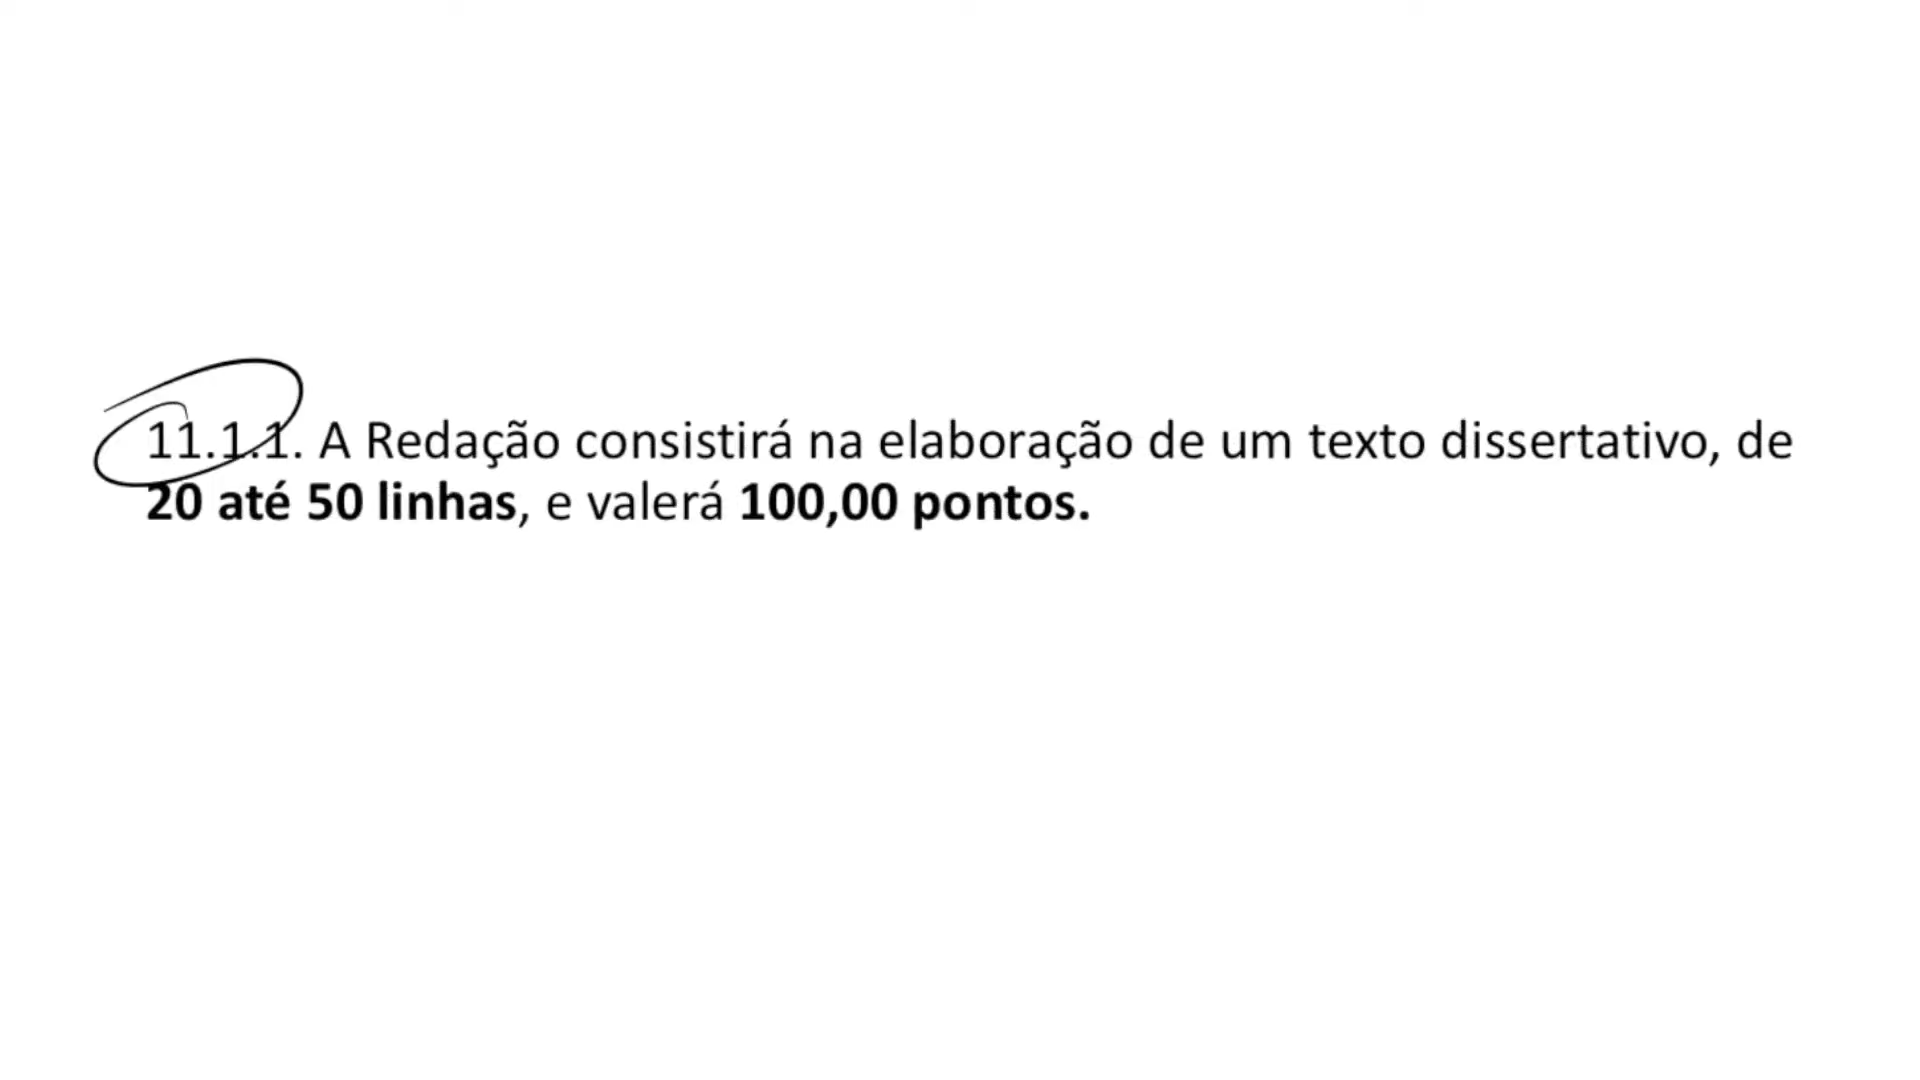 11.1.1. A Redação consistirá na elaboração de um texto dissertativo, de
20 até 50 linhas, e valerá 100,00 pontos.